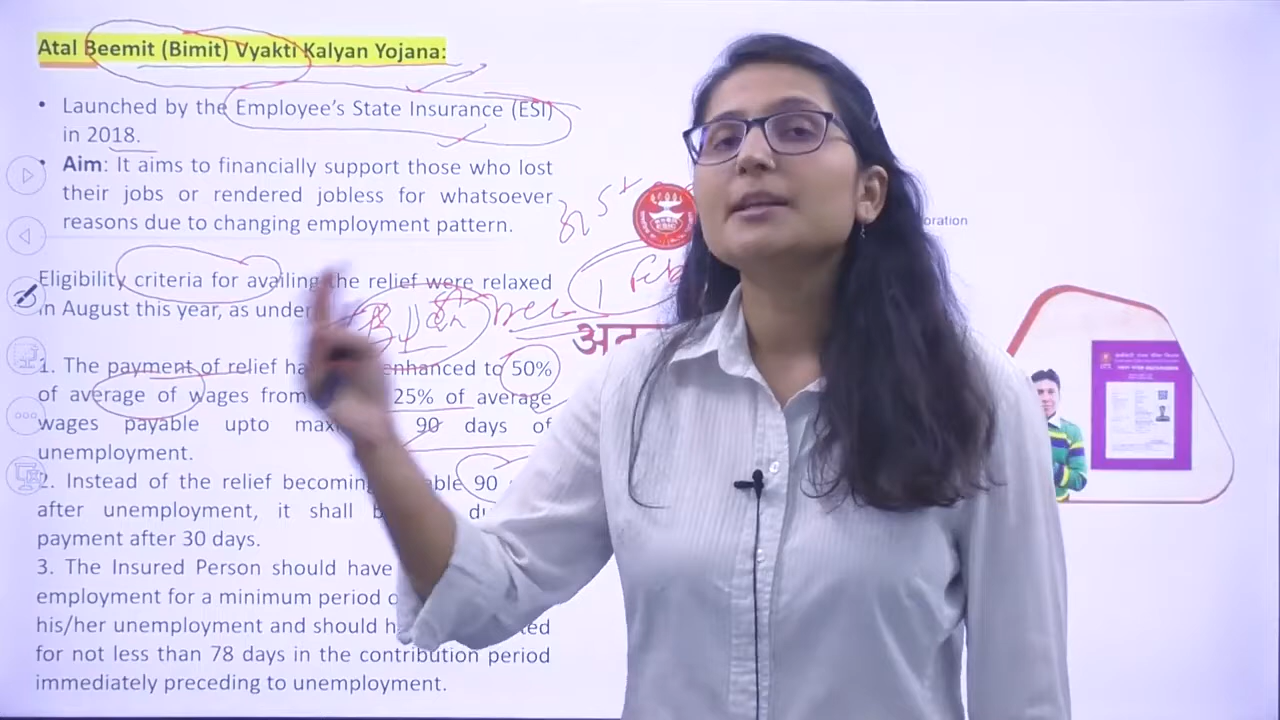 Atal Beemit (Bimit) Vyakti Kalyan Yojana:
• Launched by the Employee's State Insurance (ESI)
in 2018.
• Aim: It aims to financially support those who lost
their jobs or rendered jobless for whatsoever
reasons due to changing employment pattern.
31st
oration
Eligibility criteria for availing the relief were relaxed
in August this year, as under
1 Feb
Dec
31 Jan
1. The payment of relief ha enhanced to 50%
of average of wages from 25% of average
wages payable upto max 90 days of
unemployment.
2. Instead of the relief becoming able 90
after unemployment, it shall b du
payment after 30 days.
3. The Insured Person should have
employment for a minimum period o
his/her unemployment and should h ted
for not less than 78 days in the contribution period
immediately preceding to unemployment.